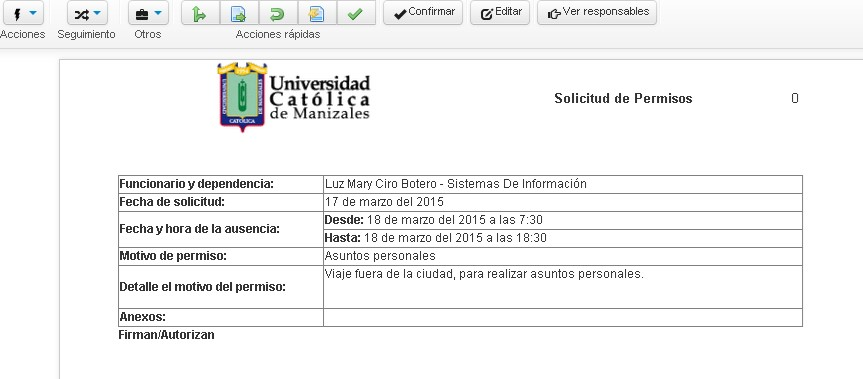 Confirmar Editar Ver responsables
Acciones Seguimiento Otros Acciones rápidas
Universidad
Católica
de Manizales
Solicitud de Permisos 0
Funcionario y dependencia: Luz Mary Ciro Botero - Sistemas De Información
Fecha de solicitud: 17 de marzo del 2015
Fecha y hora de la ausencia: Desde: 18 de marzo del 2015 a las 7:30
Hasta: 18 de marzo del 2015 a las 18:30
Motivo de permiso: Asuntos personales
Detalle el motivo del permiso: Viaje fuera de la ciudad, para realizar asuntos personales.
Anexos:
Firman/Autorizan